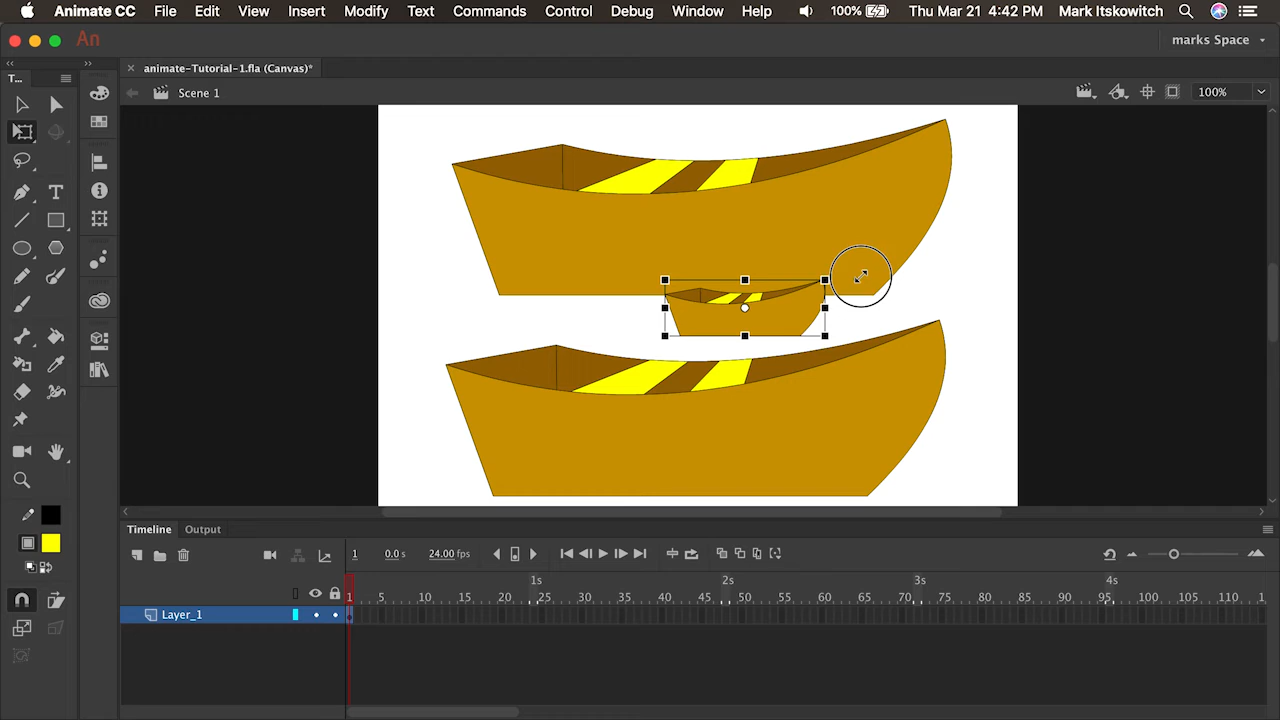 Animate CC File Edit View Insert Modify Text Commands Control Debug Window Help 100% Thu Mar 21 4:42 PM Mark Itskowitch
An marks Space
T... animate-Tutorial-1.fla (Canvas)*
Scene 1 100%
T
Timeline Output
1 0.0 s 24.00 fps
1s 2s 3s 4s
1 5 10 15 20 25 30 35 40 45 50 55 60 65 70 75 80 85 90 95 100 105 110 1
Layer_1